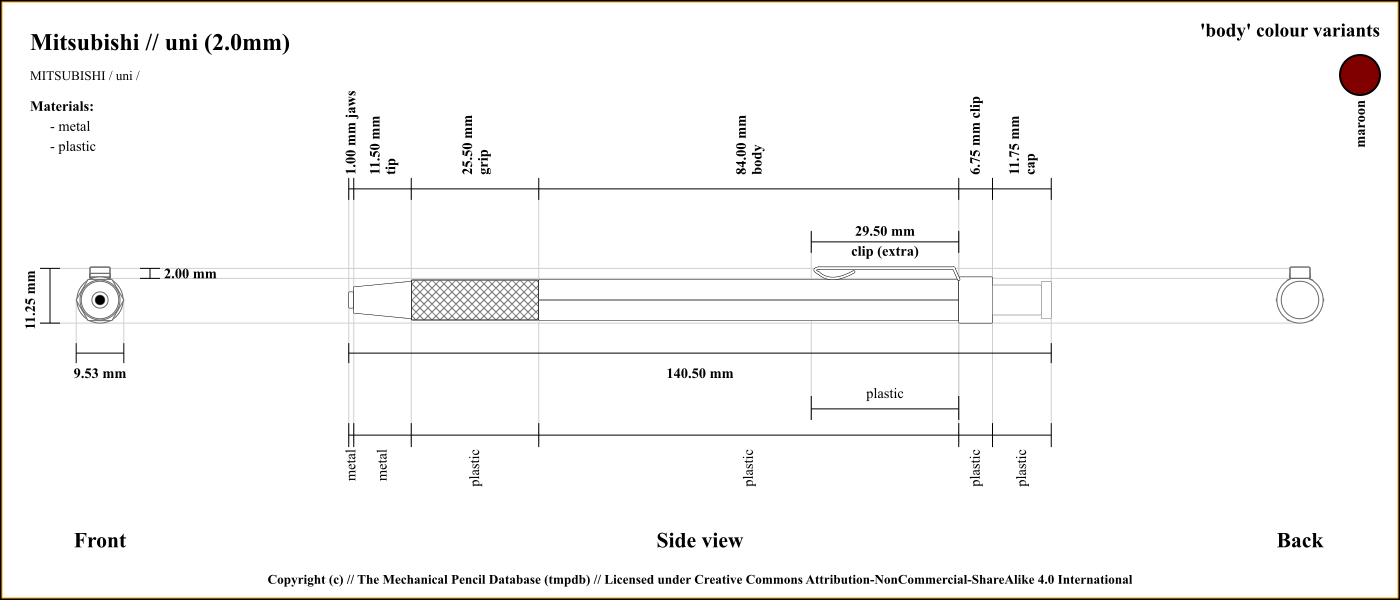 Mitsubishi // uni (2.0mm)
MITSUBISHI / uni /
Materials:
- metal
- plastic
'body' colour variants
maroon
1.00 mm jaws
11.50 mm
tip
25.50 mm
grip
84.00 mm
body
6.75 mm clip
11.75 mm
cap
29.50 mm
clip (extra)
2.00 mm
11.25 mm
9.53 mm
140.50 mm
plastic
metal
metal
plastic
plastic
plastic
plastic
Front
Side view
Back
Copyright (c) // The Mechanical Pencil Database (tmpdb) // Licensed under Creative Commons Attribution-NonCommercial-ShareAlike 4.0 International